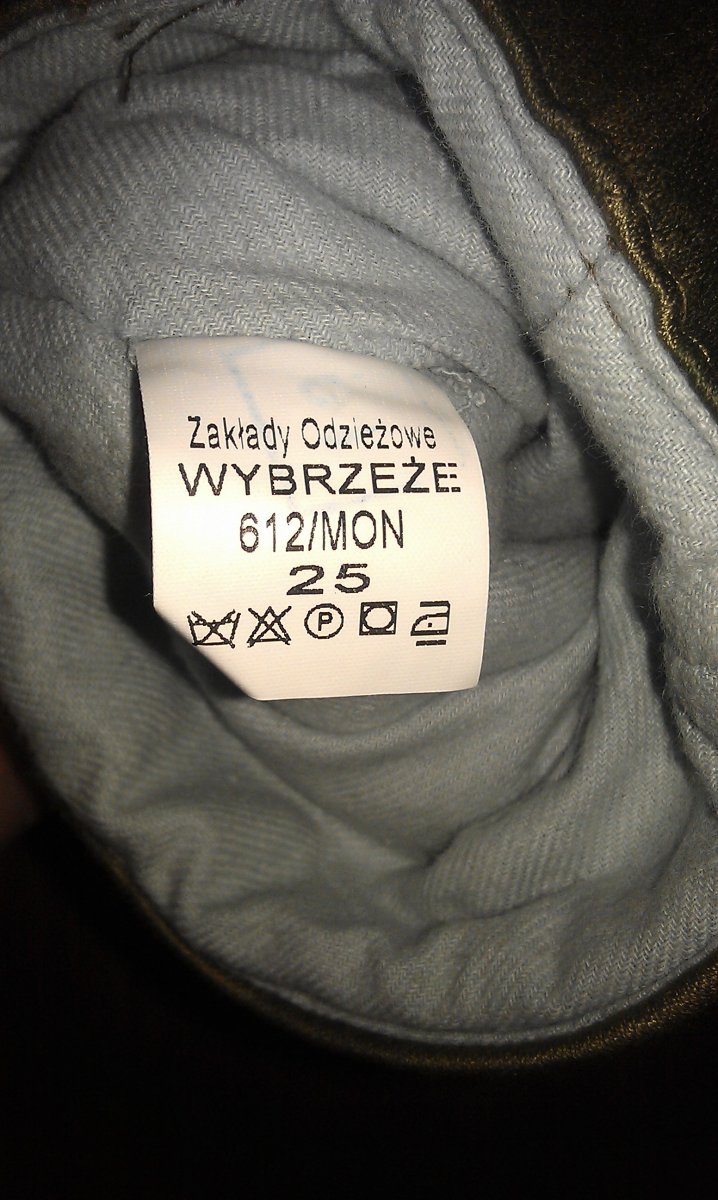 Zakłady Odzieżowe
WYBRZEŻE
612/MON
25
P